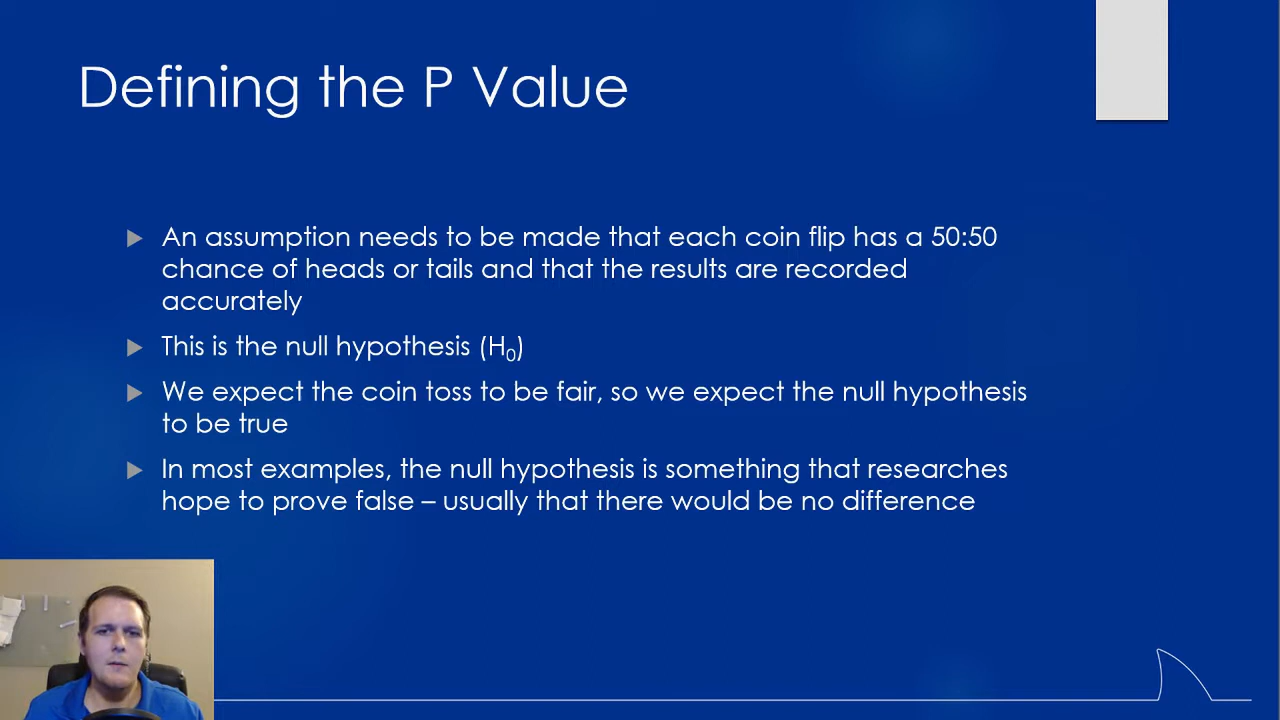 Defining the P Value
An assumption needs to be made that each coin flip has a 50:50
chance of heads or tails and that the results are recorded
accurately
This is the null hypothesis (H₀)
We expect the coin toss to be fair, so we expect the null hypothesis
to be true
In most examples, the null hypothesis is something that researches
hope to prove false – usually that there would be no difference